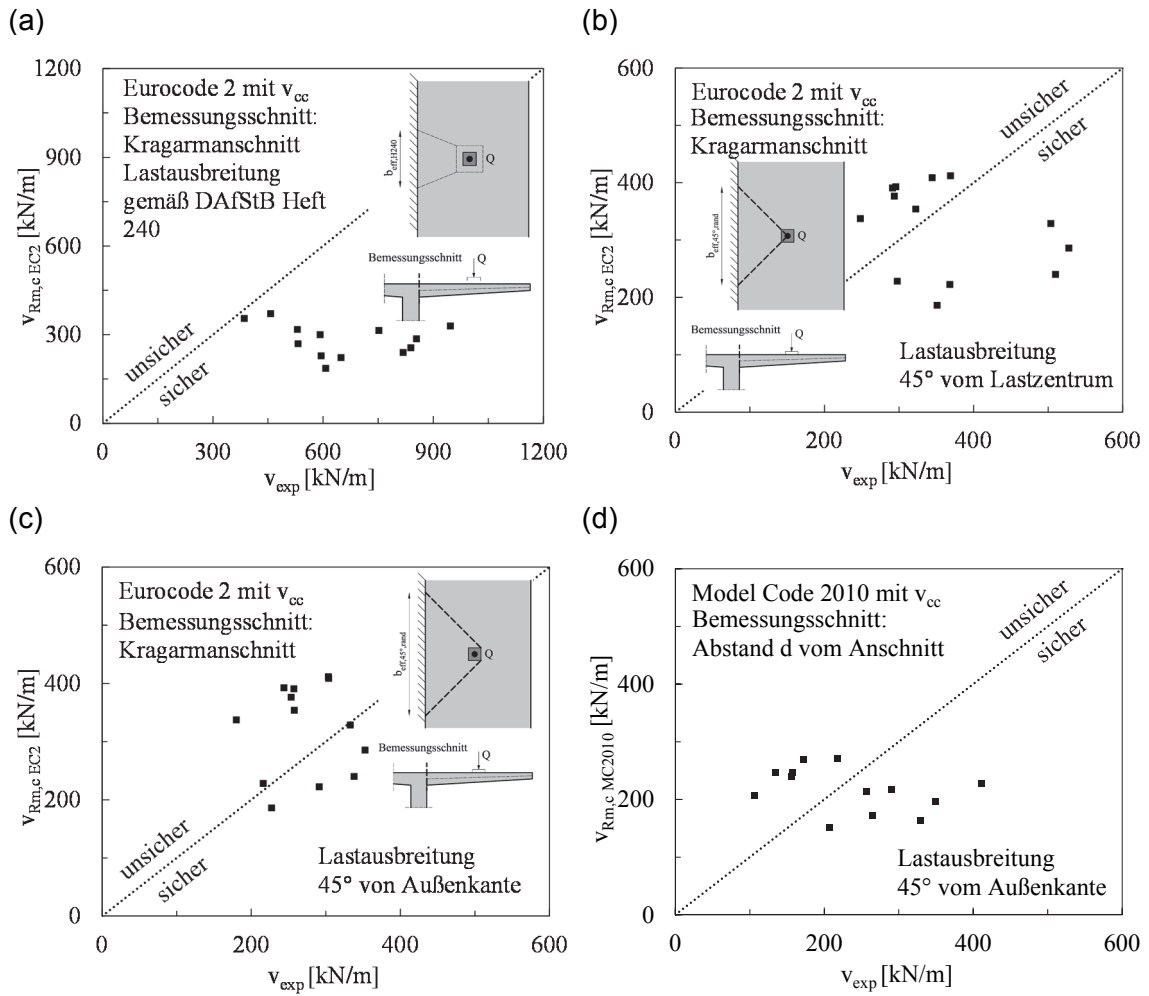 (a)
1200
900
600
300
0
0
300
600
900
1200
v_Rm,c EC2 [kN/m]
v_exp [kN/m]
Eurocode 2 mit v_cc
Bemessungsschnitt:
Kragarmanschnitt
Lastausbreitung
gemäß DAfStB Heft
240
b_eff,H240
Q
Bemessungsschnitt
Q
unsicher
sicher
(b)
600
400
200
0
0
200
400
600
v_Rm,c EC2 [kN/m]
v_exp [kN/m]
Eurocode 2 mit v_cc
Bemessungsschnitt:
Kragarmanschnitt
unsicher
sicher
b_eff,45°,rand
Q
Bemessungsschnitt
Q
Lastausbreitung
45° vom Lastzentrum
(c)
600
400
200
0
0
200
400
600
v_Rm,c EC2 [kN/m]
v_exp [kN/m]
Eurocode 2 mit v_cc
Bemessungsschnitt:
Kragarmanschnitt
b_eff,45°,rand
Q
Bemessungsschnitt
Q
unsicher
sicher
Lastausbreitung
45° von Außenkante
(d)
600
400
200
0
0
200
400
600
v_Rm,c MC2010 [kN/m]
v_exp [kN/m]
Model Code 2010 mit v_cc
Bemessungsschnitt:
Abstand d vom Anschnitt
unsicher
sicher
Lastausbreitung
45° vom Außenkante